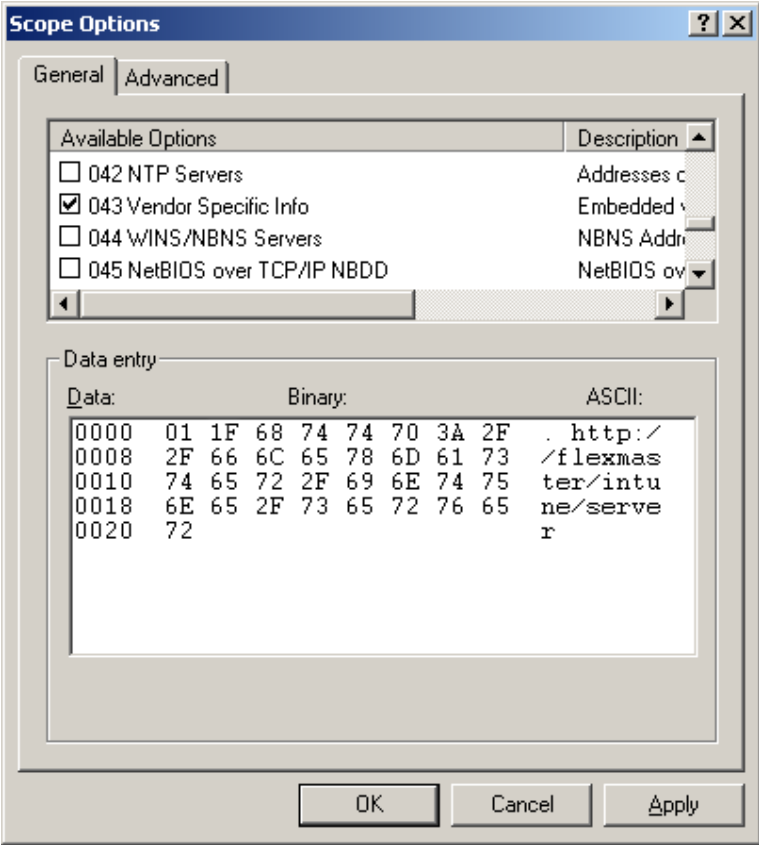 Scope Options
General Advanced
Available Options Description
042 NTP Servers Addresses c
043 Vendor Specific Info Embedded v
044 WINS/NBNS Servers NBNS Addr
045 NetBIOS over TCP/IP NBDD NetBIOS ov
Data entry
Data: Binary: ASCII:
0000 01 1F 68 74 74 70 3A 2F . http:/
0008 2F 66 6C 65 78 6D 61 73 /flexmas
0010 74 65 72 2F 69 6E 74 75 ter/intu
0018 6E 65 2F 73 65 72 76 65 ne/serve
0020 72 r
OK Cancel Apply